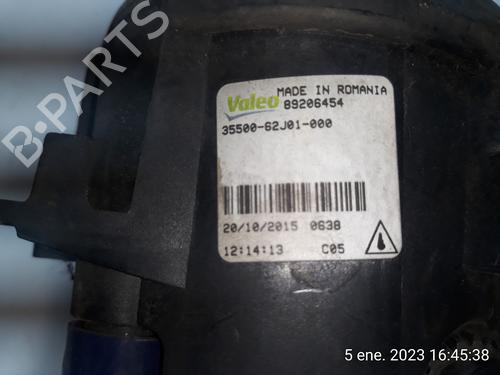 B-PARTS
Valeo
MADE IN ROMANIA
89206454
35500-62J01-000
20/10/2015 0638
12:14:13 C05
5 ene. 2023 16:45:38